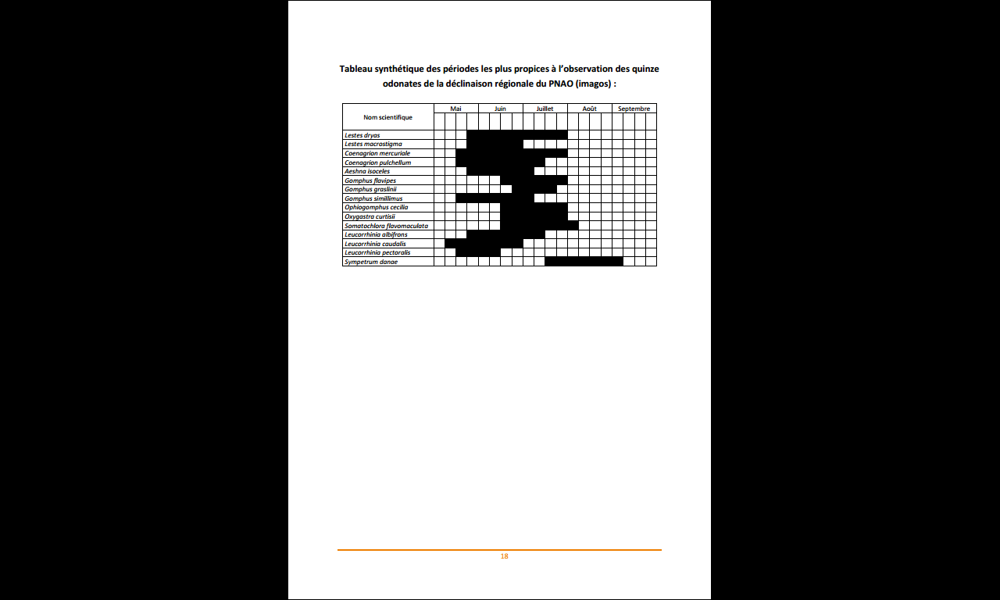 Tableau synthétique des périodes les plus propices à l’observation des quinze
odonates de la déclinaison régionale du PNAO (imagos) :
Nom scientifique Mai Juin Juillet Août Septembre
Lestes dryas
Lestes macrostigma
Coenagrion mercuriale
Coenagrion pulchellum
Aeshna isoceles
Gomphus flavipes
Gomphus graslinii
Gomphus simillimus
Ophiogomphus cecilia
Oxygastra curtisii
Somatochlora flavomaculata
Leucorrhinia albifrons
Leucorrhinia caudalis
Leucorrhinia pectoralis
Sympetrum danae
18